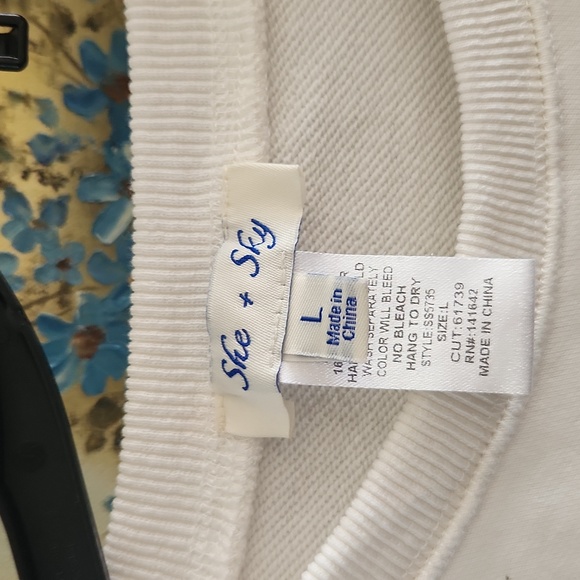 She + Sky
L
Made in
China
WASH SEPARATELY
COLOR WILL BLEED
NO BLEACH
HANG TO DRY
STYLE:SS5735
SIZE:L
CUT:61739
RN#:141642
MADE IN CHINA